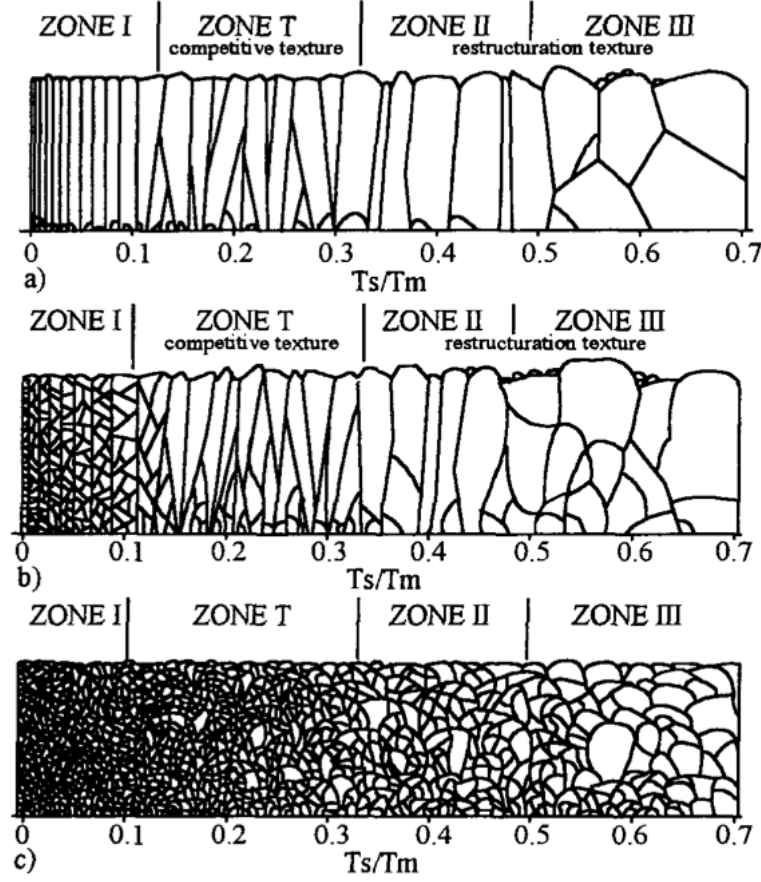 ZONE I ZONE T ZONE II ZONE III
competitive texture restructuration texture
0 0.1 0.2 0.3 0.4 0.5 0.6 0.7
a) Ts/Tm
ZONE I ZONE T ZONE II ZONE III
competitive texture restructuration texture
0 0.1 0.2 0.3 0.4 0.5 0.6 0.7
b) Ts/Tm
ZONE I ZONE T ZONE II ZONE III
0 0.1 0.2 0.3 0.4 0.5 0.6 0.7
c) Ts/Tm